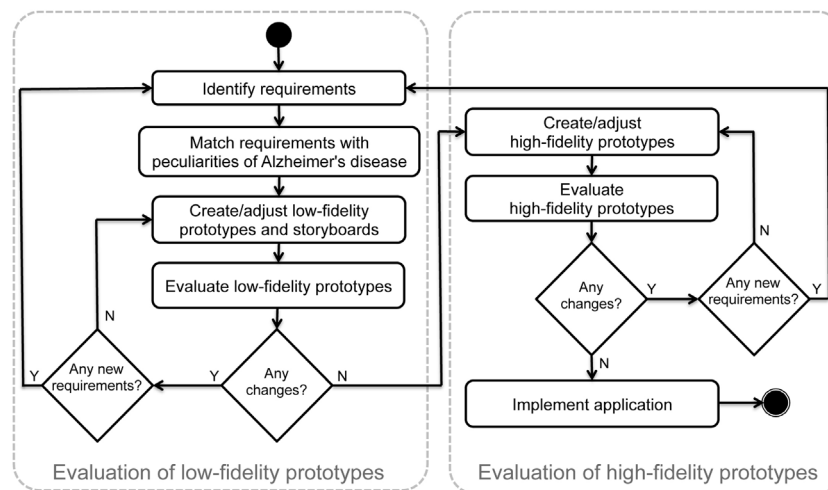 Identify requirements
Match requirements with
peculiarities of Alzheimer's disease
Create/adjust low-fidelity
prototypes and storyboards
Evaluate low-fidelity prototypes
N
Any new
requirements?
Y
Y
Any
changes?
N
Evaluation of low-fidelity prototypes
Create/adjust
high-fidelity prototypes
Evaluate
high-fidelity prototypes
N
Any
changes?
Y
Any new
requirements?
Y
N
Implement application
Evaluation of high-fidelity prototypes